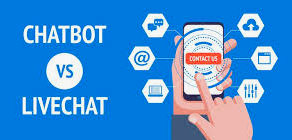 CHATBOT
VS
LIVECHAT
CONTACT US
@